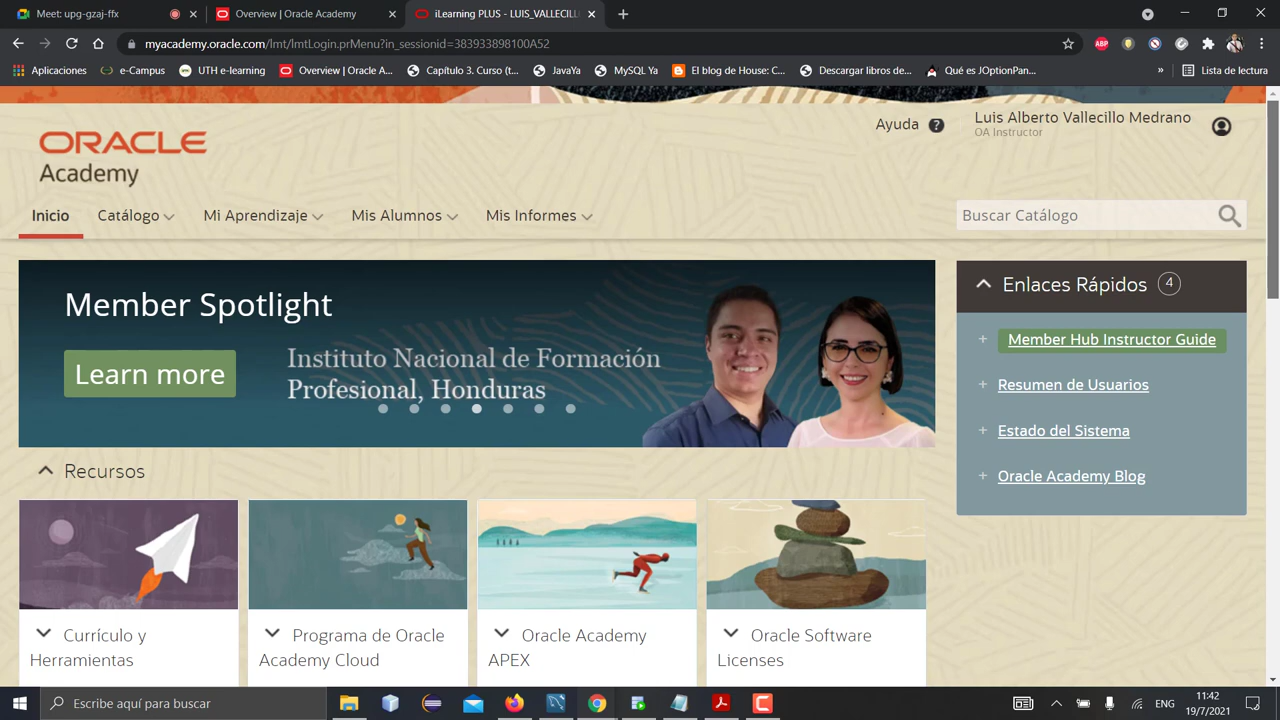 Meet: upg-gzaj-ffx
Overview | Oracle Academy
iLearning PLUS - LUIS_VALLECILL
myacademy.oracle.com/lmt/lmtLogin.prMenu?in_sessionid=383933898100A52
ABP
Aplicaciones
e-Campus
UTH e-learning
Overview | Oracle A...
Capítulo 3. Curso (t...
JavaYa
MySQL Ya
El blog de House: C...
Descargar libros de...
Qué es JOptionPan...
»
Lista de lectura
ORACLE
Academy
Ayuda ?
Luis Alberto Vallecillo Medrano
OA Instructor
Inicio
Catálogo
Mi Aprendizaje
Mis Alumnos
Mis Informes
Buscar Catálogo
Member Spotlight
Learn more
Instituto Nacional de Formación
Profesional, Honduras
Enlaces Rápidos 4
+ Member Hub Instructor Guide
+ Resumen de Usuarios
+ Estado del Sistema
+ Oracle Academy Blog
Recursos
Currículo y
Herramientas
Programa de Oracle
Academy Cloud
Oracle Academy
APEX
Oracle Software
Licenses
Escribe aquí para buscar
ENG
11:42
19/7/2021